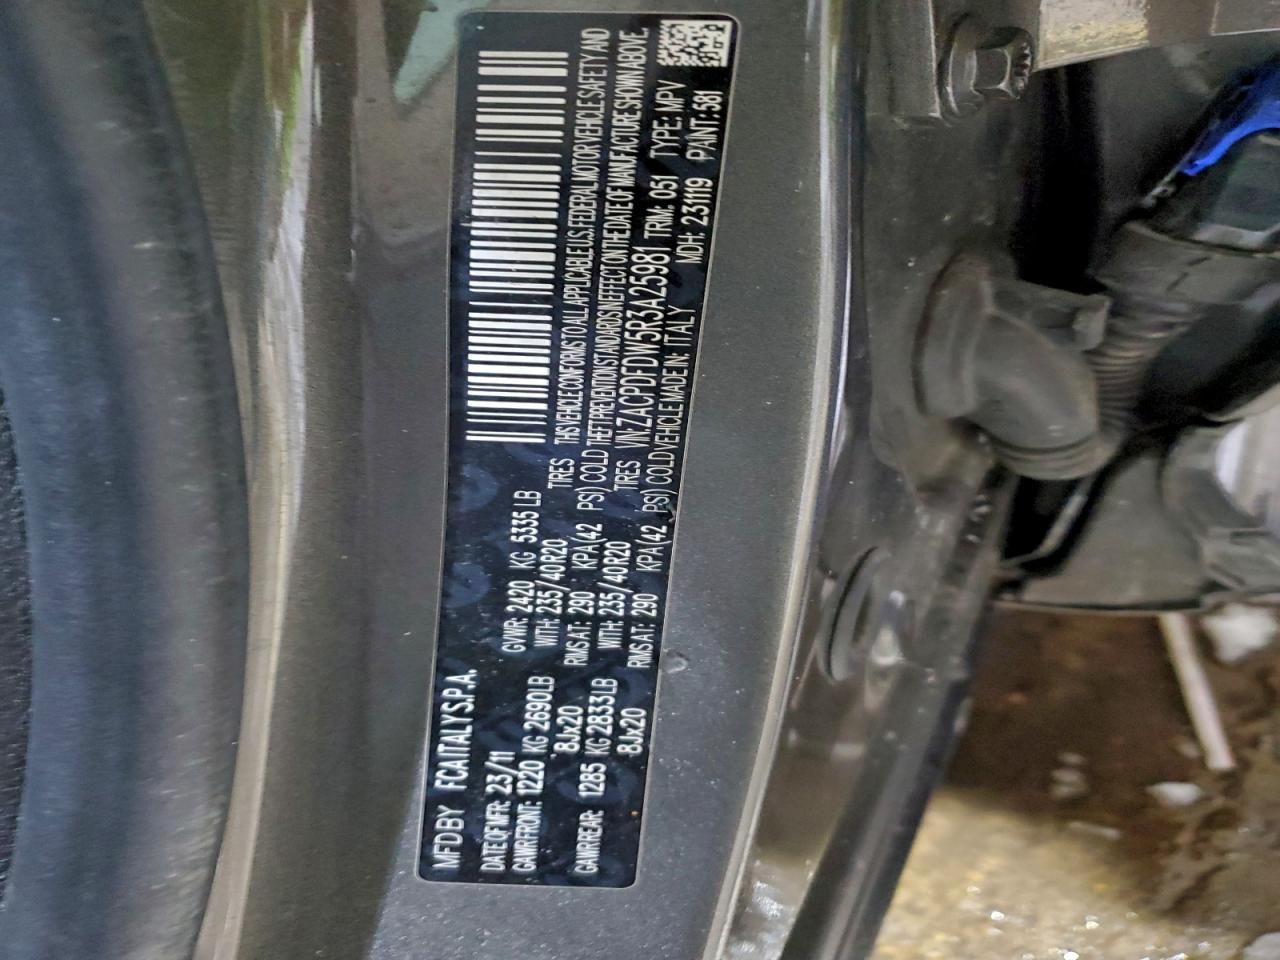 MFD BY FCA ITALY S.P.A.
DATE OF MFR: 23/11 GVWR: 2420 KG 5335 LB
GAWR FRONT: 1220 KG 2690 LB WITH: 235/40R20 TIRES
8Jx20 RIMS AT: 290 KPA (42 PSI) COLD
GAWR REAR: 1285 KG 2833 LB WITH: 235/40R20 TIRES
8Jx20 RIMS AT: 290 KPA (42 PSI) COLD
THIS VEHICLE CONFORMS TO ALL APPLICABLE U.S. FEDERAL MOTOR VEHICLE SAFETY AND
THEFT PREVENTION STANDARDS IN EFFECT ON THE DATE OF MANUFACTURE SHOWN ABOVE.
VIN: ZACPDFDW5R3A25981 TRIM: 051 TYPE: MPV
VEHICLE MADE IN: ITALY MDH: 231119 PAINT: 581